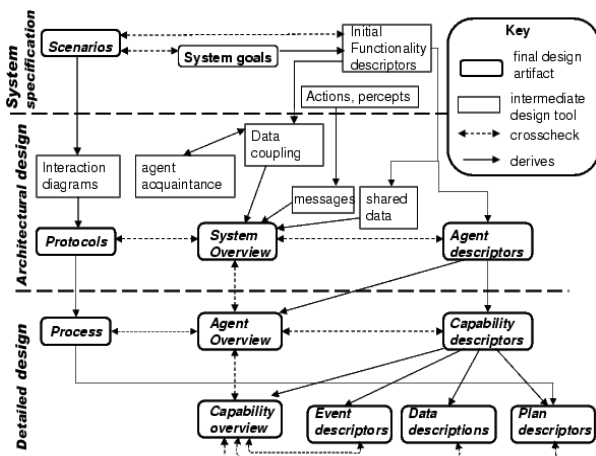 System
specification
Scenarios
System goals
Initial
Functionality
descriptors
Key
final design
artifact
intermediate
design tool
crosscheck
derives
Actions, percepts
Architectural design
Interaction
diagrams
agent
acquaintance
Data
coupling
messages
shared
data
Protocols
System
Overview
Agent
descriptors
Detailed design
Process
Agent
Overview
Capability
descriptors
Capability
overview
Event
descriptors
Data
descriptions
Plan
descriptors